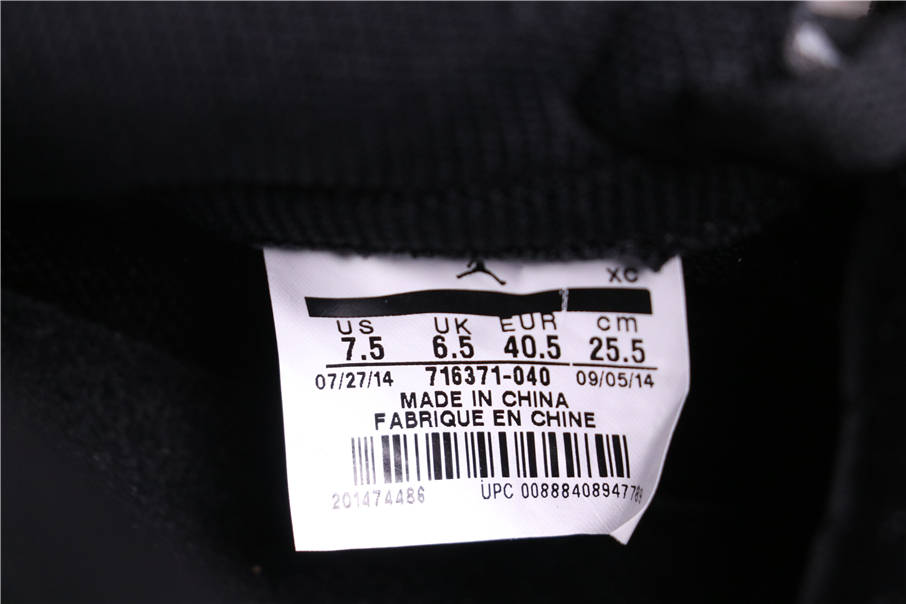 XC
US UK EUR cm
7.5 6.5 40.5 25.5
07/27/14 716371-040 09/05/14
MADE IN CHINA
FABRIQUE EN CHINE
201474486 UPC 00888408947789